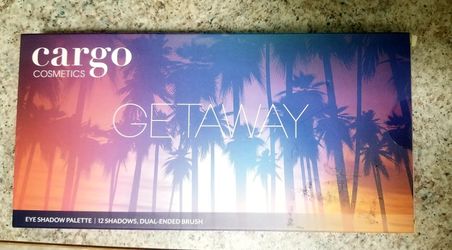 cargo
COSMETICS
GETAWAY
EYE SHADOW PALETTE | 12 SHADOWS, DUAL-ENDED BRUSH